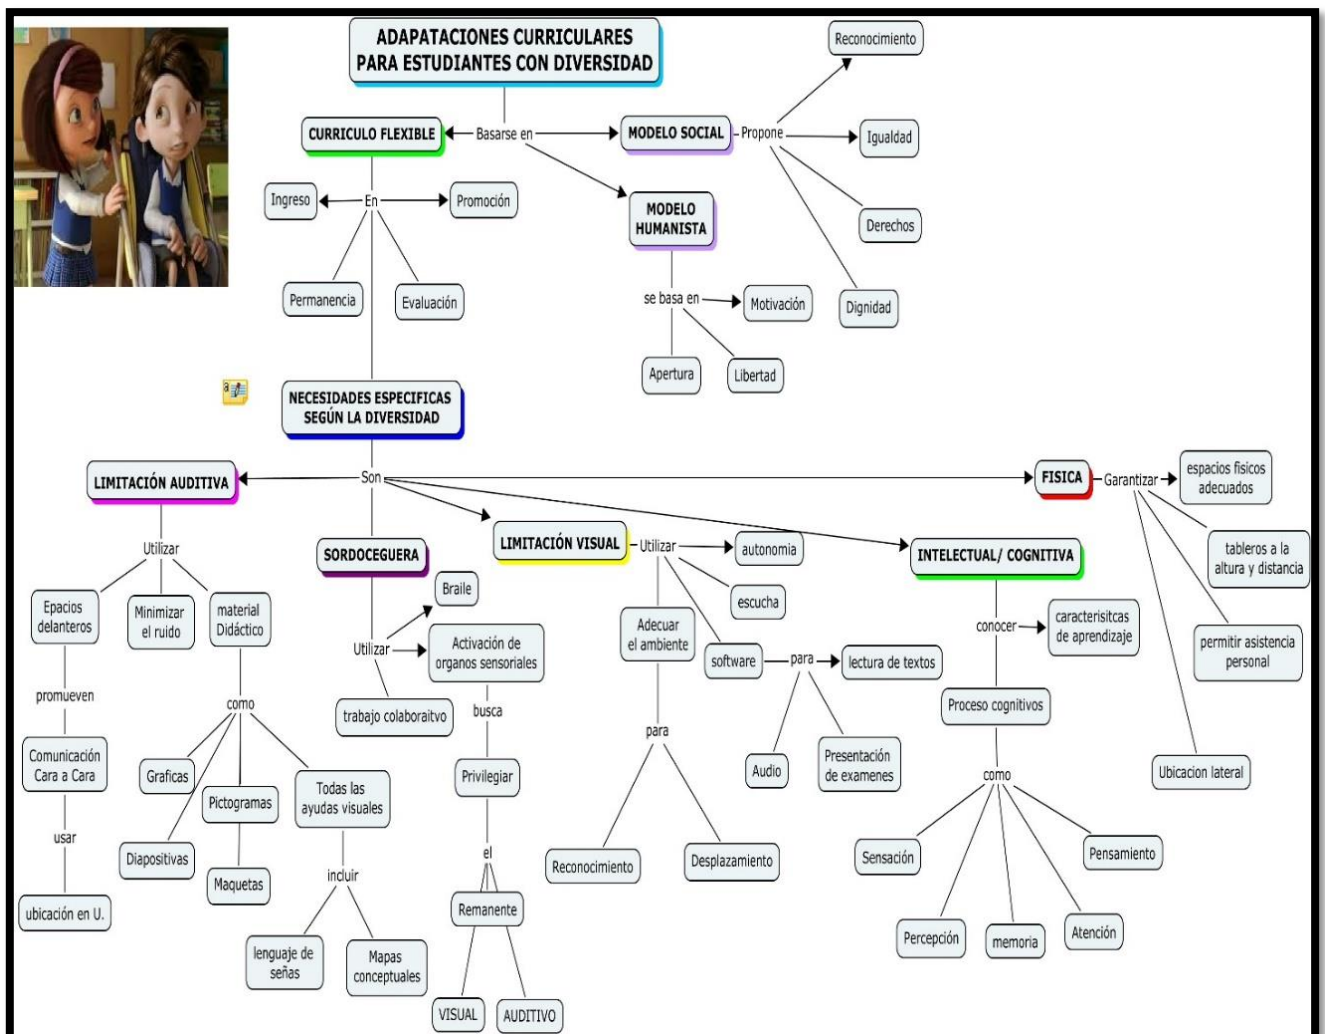 ADAPATACIONES CURRICULARES
PARA ESTUDIANTES CON DIVERSIDAD
Reconocimiento
CURRICULO FLEXIBLE
Basarse en
MODELO SOCIAL
Propone
Igualdad
Ingreso
En
Promoción
MODELO
HUMANISTA
Derechos
Permanencia
Evaluación
se basa en
Motivación
Dignidad
Apertura
Libertad
a
NECESIDADES ESPECIFICAS
SEGÚN LA DIVERSIDAD
LIMITACIÓN AUDITIVA
Son
FISICA
Garantizar
espacios fisicos
adecuados
Utilizar
SORDOCEGUERA
LIMITACIÓN VISUAL
Utilizar
autonomia
INTELECTUAL/ COGNITIVA
tableros a la
altura y distancia
Epacios
delanteros
Minimizar
el ruido
material
Didáctico
Braile
escucha
Utilizar
Activación de
organos sensoriales
Adecuar
el ambiente
software
para
lectura de textos
conocer
caracterisitcas
de aprendizaje
permitir asistencia
personal
promueven
como
trabajo colaboraitvo
busca
para
Proceso cognitivos
Comunicación
Cara a Cara
Graficas
Pictogramas
Todas las
ayudas visuales
Privilegiar
Audio
Presentación
de examenes
como
Ubicacion lateral
usar
Diapositivas
Maquetas
incluir
el
Reconocimiento
Desplazamiento
Sensación
Pensamiento
ubicación en U.
Remanente
lenguaje de
señas
Mapas
conceptuales
Percepción
memoria
Atención
VISUAL
AUDITIVO